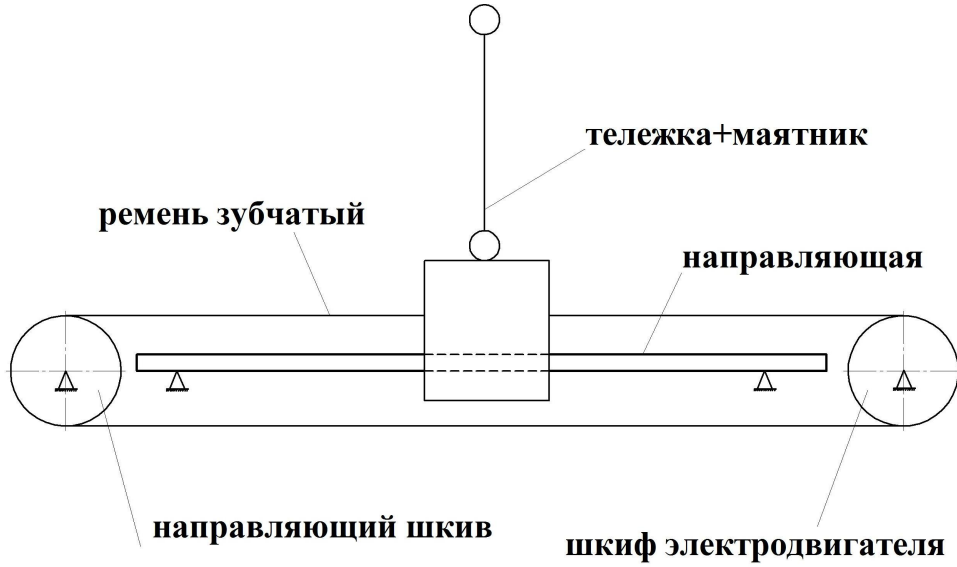 тележка+маятник
ремень зубчатый
направляющая
направляющий шкив
шкиф электродвигателя